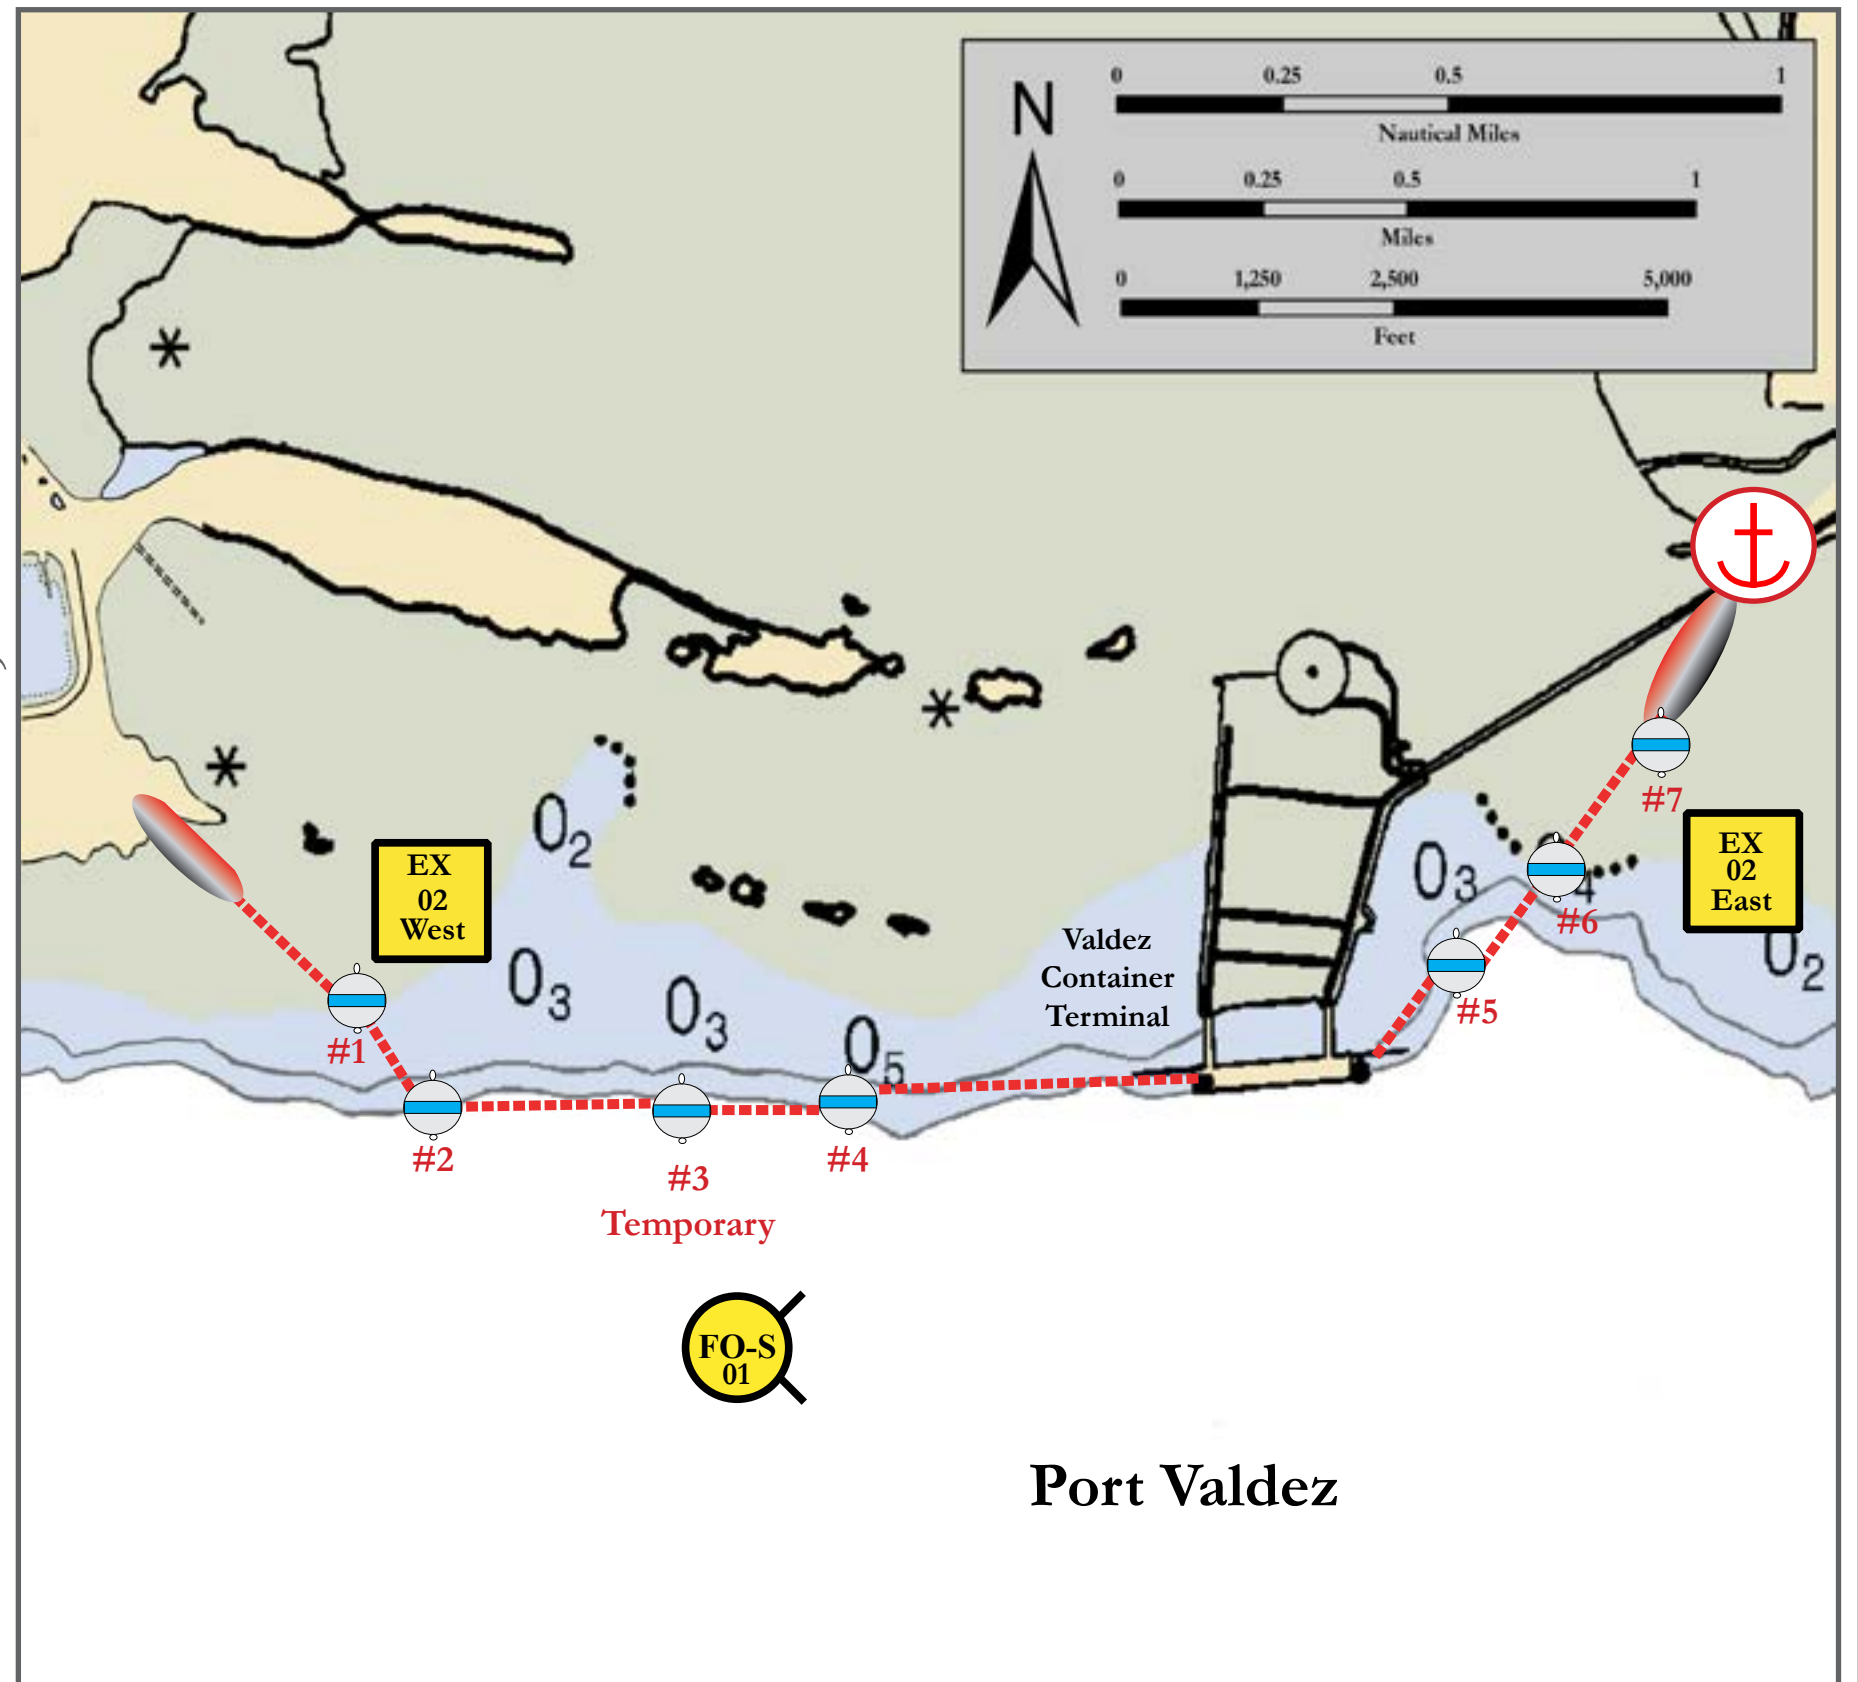 N
0 0.25 0.5 1
Nautical Miles
0 0.25 0.5 1
Miles
0 1,250 2,500 5,000
Feet
#7
EX
02
East
0₂
EX
02
West
0₃
4
#6
0₂
Valdez
Container
Terminal
0₃
0₃
#5
0₅
#1
#2
#3
Temporary
#4
FO-S
01
Port Valdez